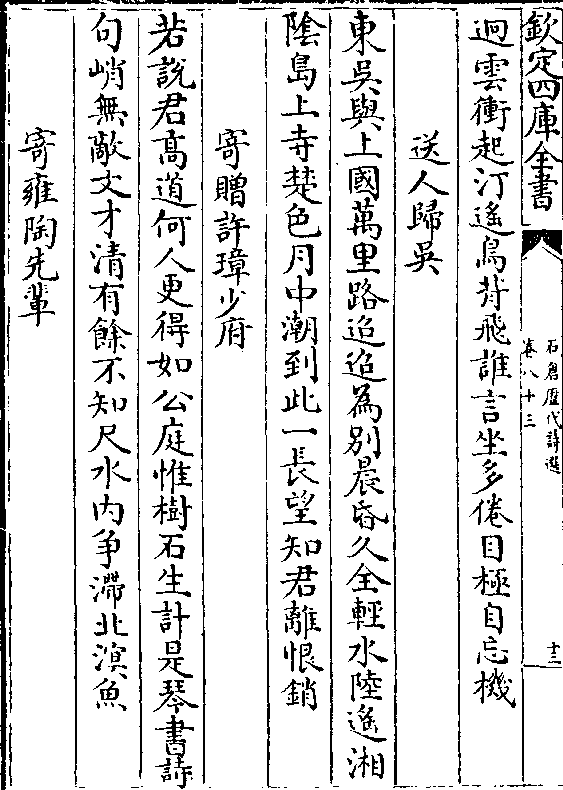 欽定四庫全書
石倉歷代詩選
卷八十三
十二
迥雲衝起汀遙鳥背飛誰言坐多倦目極自忘機
送人歸吳
東吳與上國萬里路迢迢為別晨昏久全輕水陸遙湘
陰島上寺楚色月中潮到此一長望知君離恨銷
寄贈許璋少府
若說君高道何人更得如公庭惟樹石生計是琴書詩
句峭無敵文才清有餘不知尺水内爭滯北溟魚
寄雍陶先輩